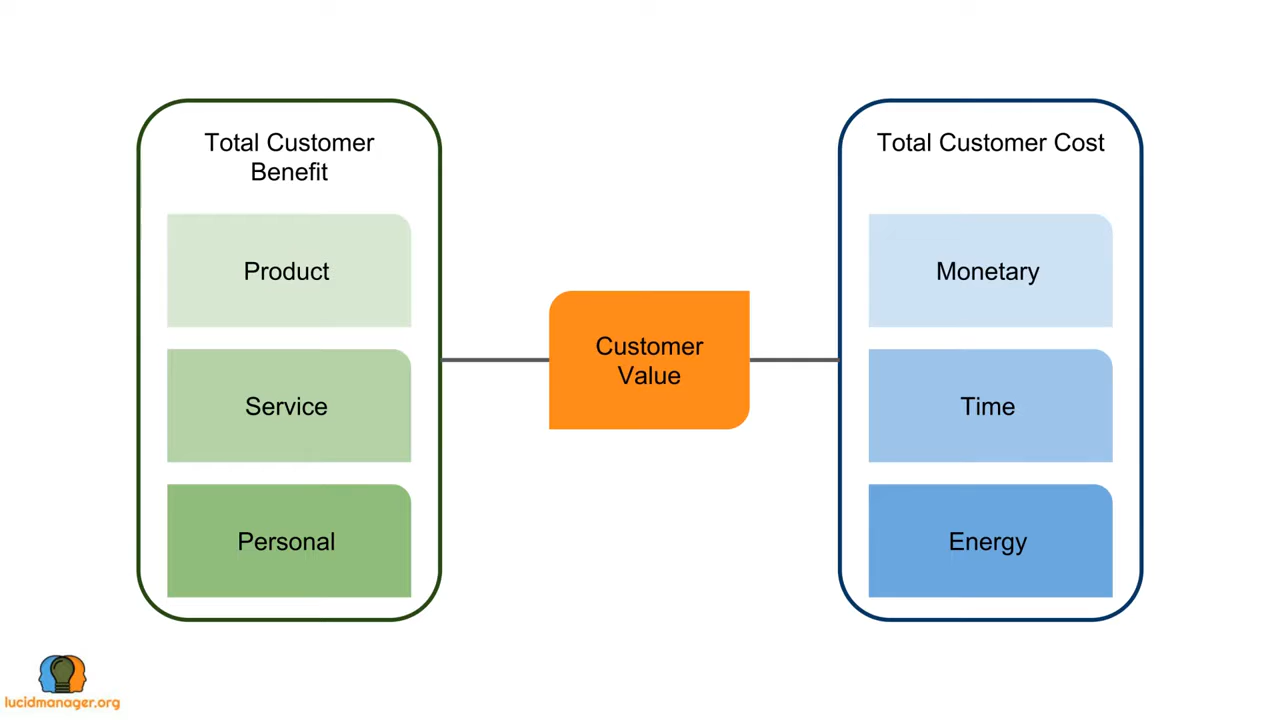 Total Customer
Benefit
Product
Service
Personal
Customer
Value
Total Customer Cost
Monetary
Time
Energy
lucidmanager.org